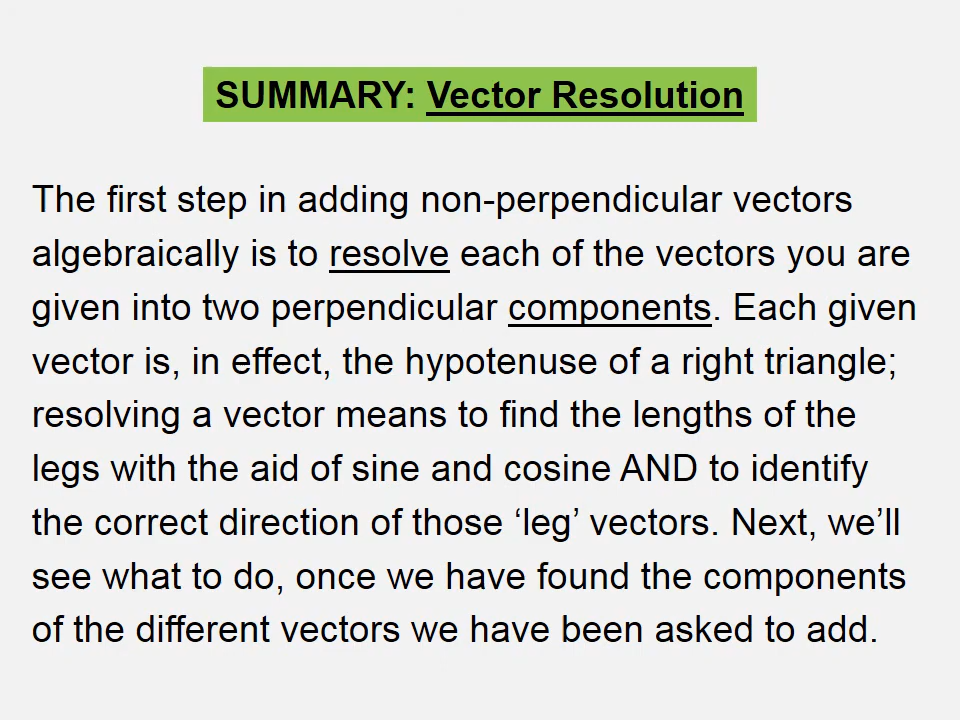 SUMMARY: Vector Resolution
The first step in adding non-perpendicular vectors
algebraically is to resolve each of the vectors you are
given into two perpendicular components. Each given
vector is, in effect, the hypotenuse of a right triangle;
resolving a vector means to find the lengths of the
legs with the aid of sine and cosine AND to identify
the correct direction of those ‘leg’ vectors. Next, we’ll
see what to do, once we have found the components
of the different vectors we have been asked to add.